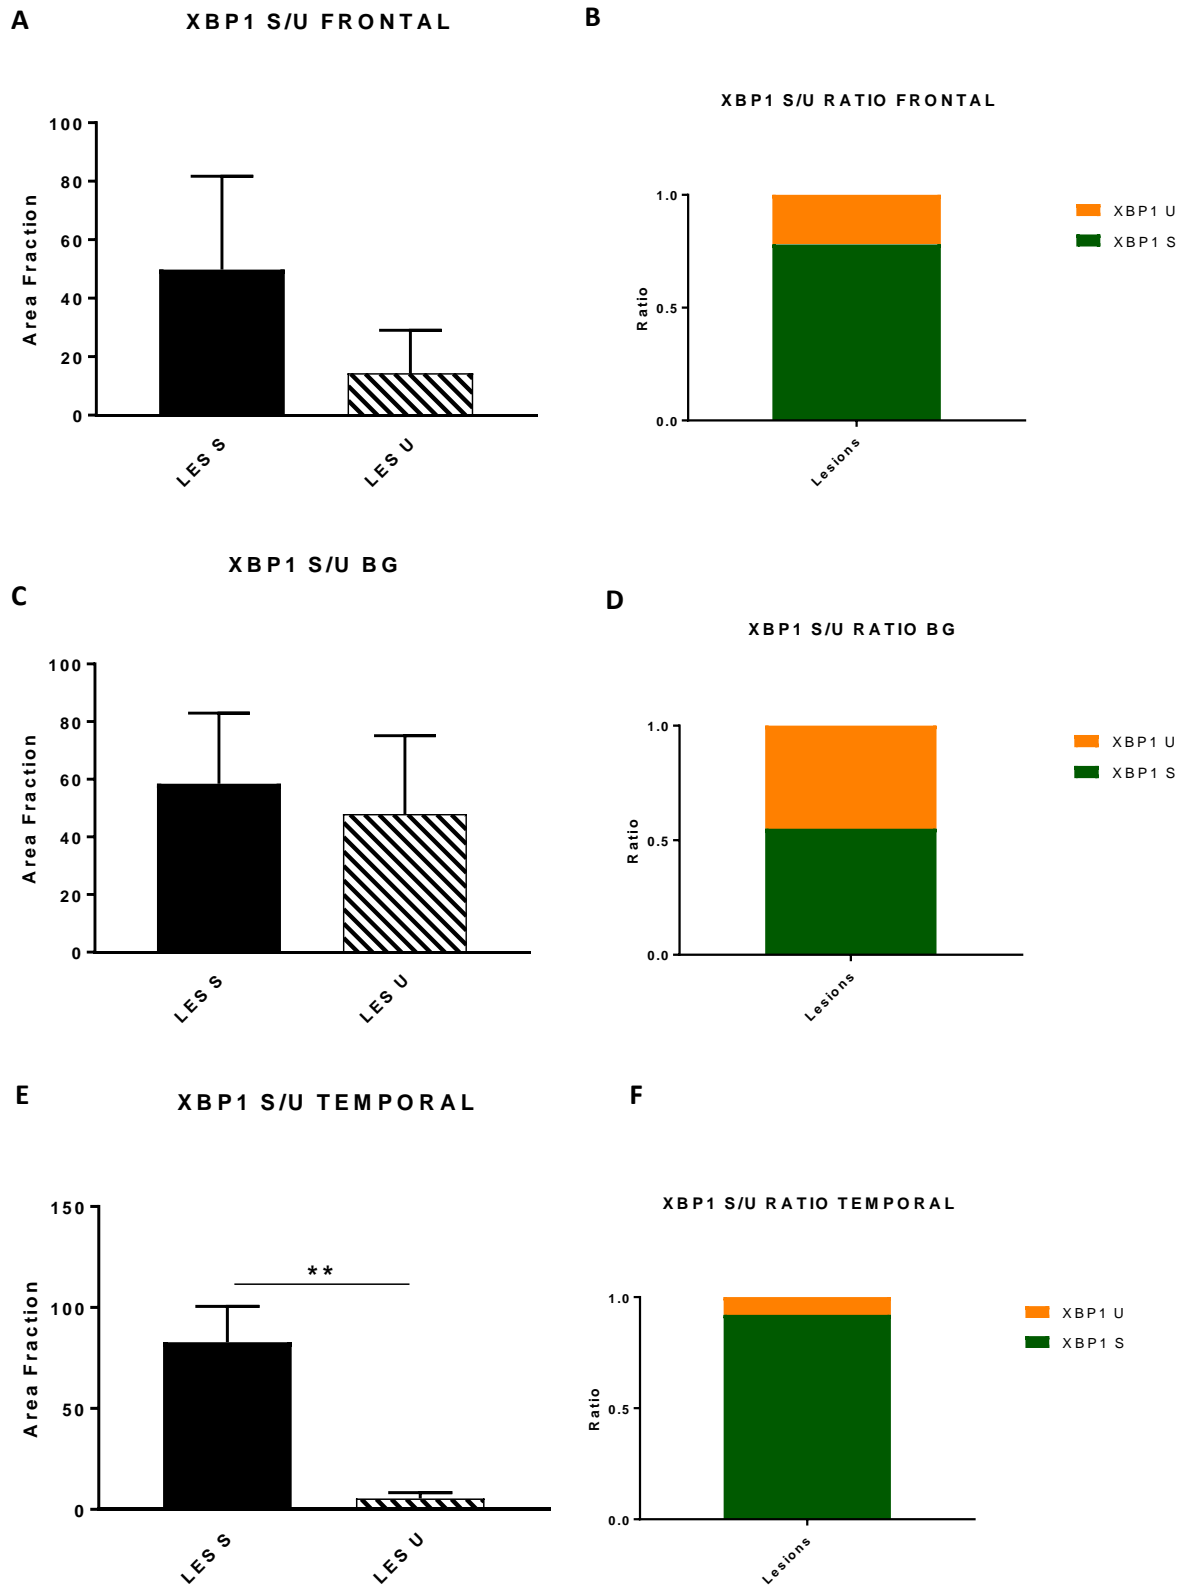 A
XBP1 S/U FRONTAL
100
80
60
40
20
0
Area Fraction
LES S
LES U
B
XBP1 S/U RATIO FRONTAL
1.0
0.5
0.0
Ratio
Lesions
XBP1 U
XBP1 S
C
XBP1 S/U BG
100
80
60
40
20
0
Area Fraction
LES S
LES U
D
XBP1 S/U RATIO BG
1.0
0.5
0.0
Ratio
Lesions
XBP1 U
XBP1 S
E
XBP1 S/U TEMPORAL
150
100
50
0
Area Fraction
**
LES S
LES U
F
XBP1 S/U RATIO TEMPORAL
1.0
0.5
0.0
Ratio
Lesions
XBP1 U
XBP1 S